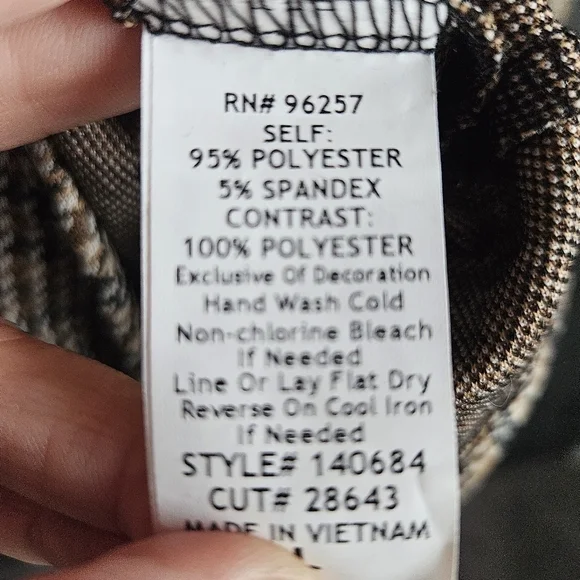 RN# 96257
SELF:
95% POLYESTER
5% SPANDEX
CONTRAST:
100% POLYESTER
Exclusive Of Decoration
Hand Wash Cold
Non-chlorine Bleach
If Needed
Line Or Lay Flat Dry
Reverse On Cool Iron
If Needed
STYLE# 140684
CUT# 28643
MADE IN VIETNAM